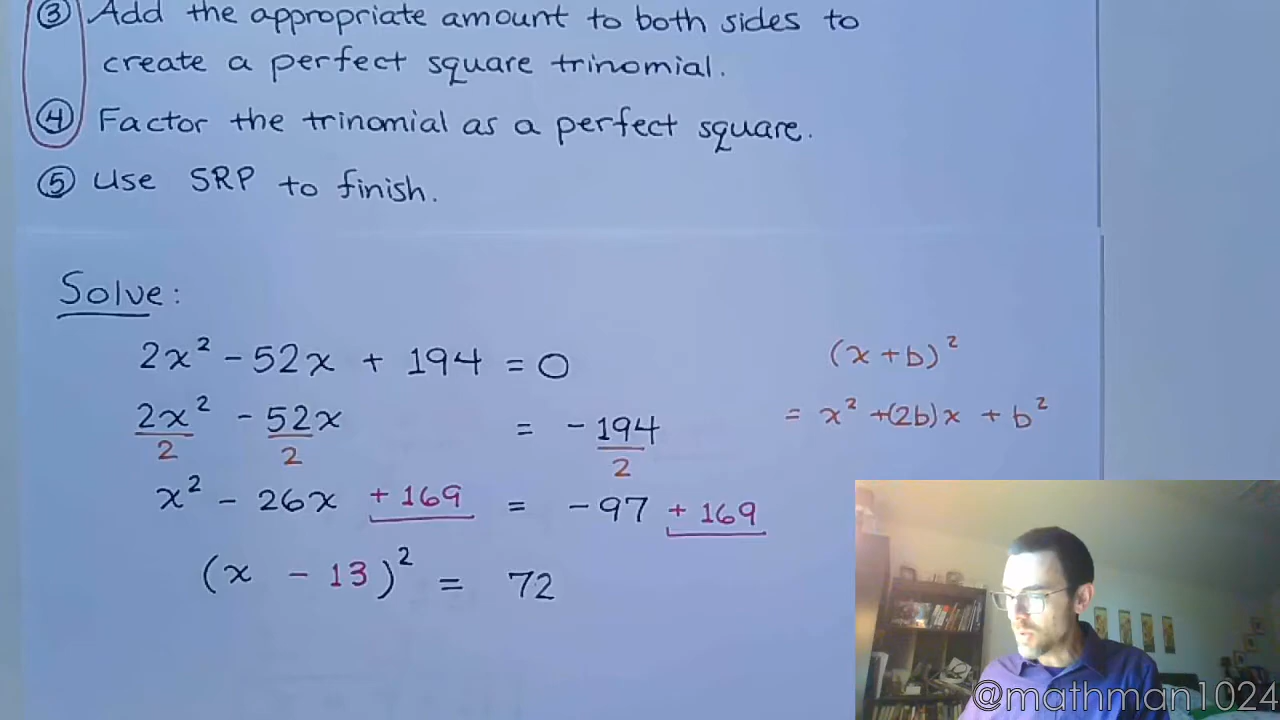 ③ Add the appropriate amount to both sides to
create a perfect square trinomial.
④ Factor the trinomial as a perfect square.
⑤ Use SRP to finish.
Solve:
2x² - 52x + 194 = 0
2x²/2 - 52x/2 = -194/2
x² - 26x + 169 = -97 + 169
(x - 13)² = 72
(x + b)²
= x² + (2b)x + b²
@mathman1024